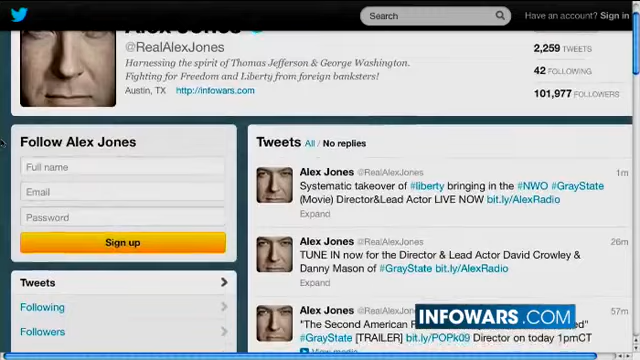 Search
Have an account? Sign in
Alex Jones
@RealAlexJones
Harnessing the spirit of Thomas Jefferson & George Washington.
Fighting for Freedom and Liberty from foreign banksters!
Austin, TX http://infowars.com
2,259 TWEETS
42 FOLLOWING
101,977 FOLLOWERS
Follow Alex Jones
Full name
Email
Password
Sign up
Tweets
Following
Followers
Tweets All / No replies
Alex Jones @RealAlexJones 1m
Systematic takeover of #liberty bringing in the #NWO #GrayState
(Movie) Director&Lead Actor LIVE NOW bit.ly/AlexRadio
Expand
Alex Jones @RealAlexJones 26m
TUNE IN now for the Director & Lead Actor David Crowley &
Danny Mason of #GrayState bit.ly/AlexRadio
Expand
Alex Jones @RealAlexJones 57m
"The Second American
#GrayState [TRAILER] bit.ly/POPk09 Director on today 1pmCT
View media
INFOWARS.COM